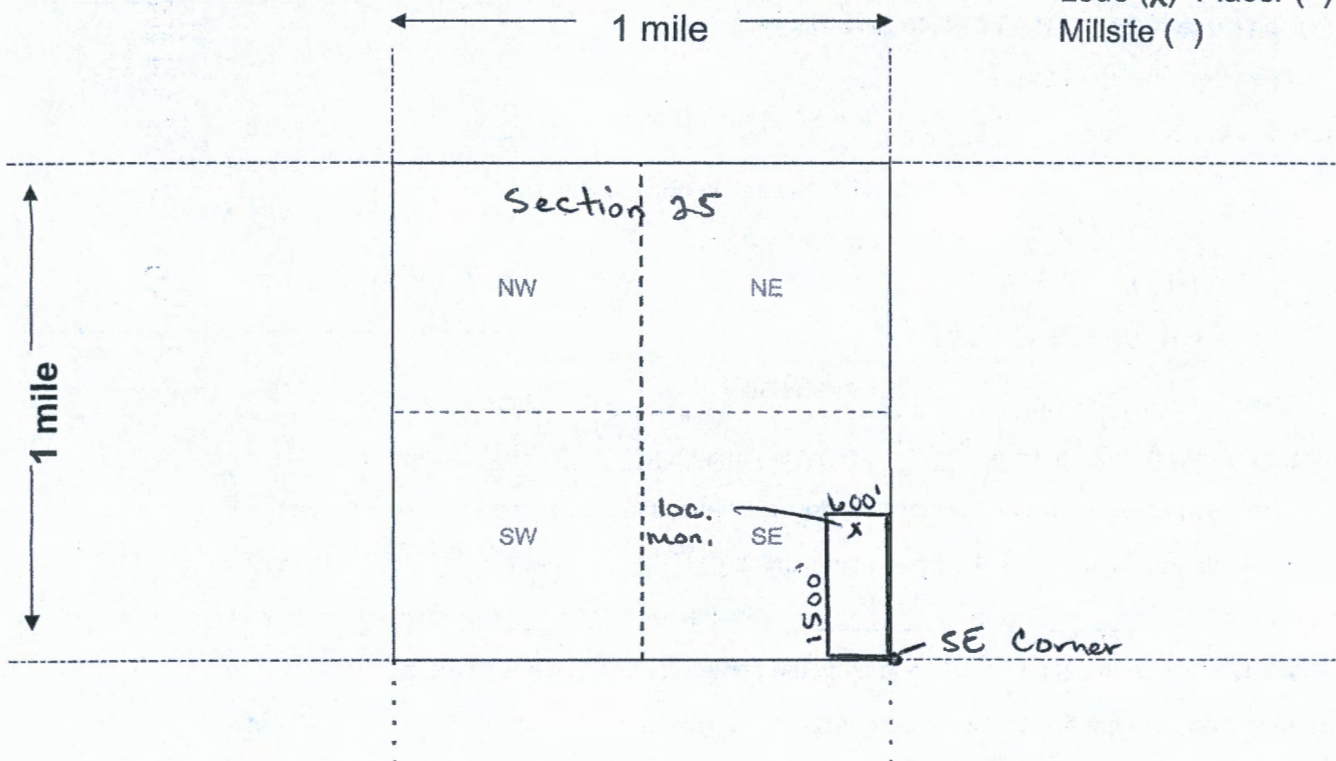 1 mile
Millsite ( )
Section 25
NW
NE
1 mile
600'
loc.
mon.
x
SW
SE
1500'
SE Corner